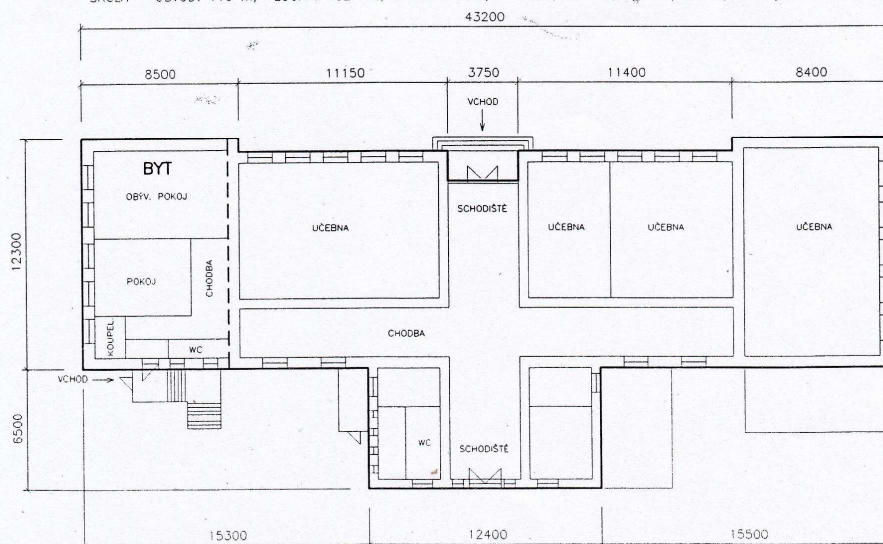 43200
8500 11150 3750 11400 8400
VCHOD
BYT
OBÝV. POKOJ
SCHODIŠTĚ
UČEBNA
UČEBNA
UČEBNA
UČEBNA
12300
POKOJ
CHODBA
CHODBA
KOUPEL.
WC
VCHOD
6500
WC
SCHODIŠTĚ
15300 12400 15500